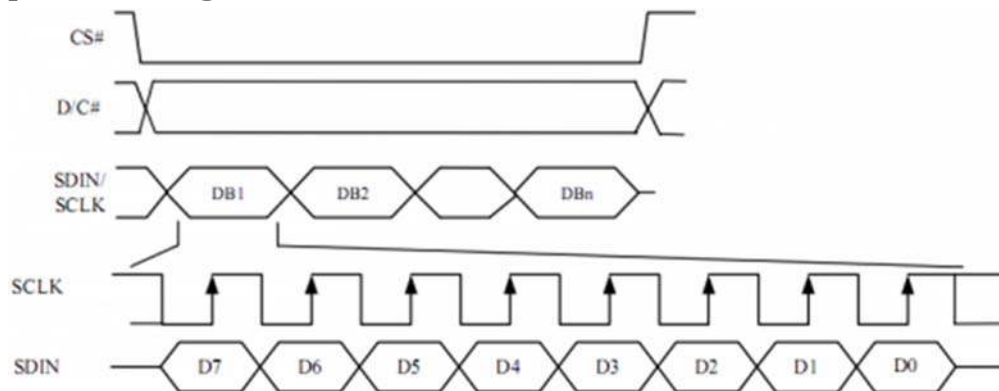 CS#
D/C#
SDIN/
SCLK
DB1 DB2 DBn
SCLK
SDIN D7 D6 D5 D4 D3 D2 D1 D0